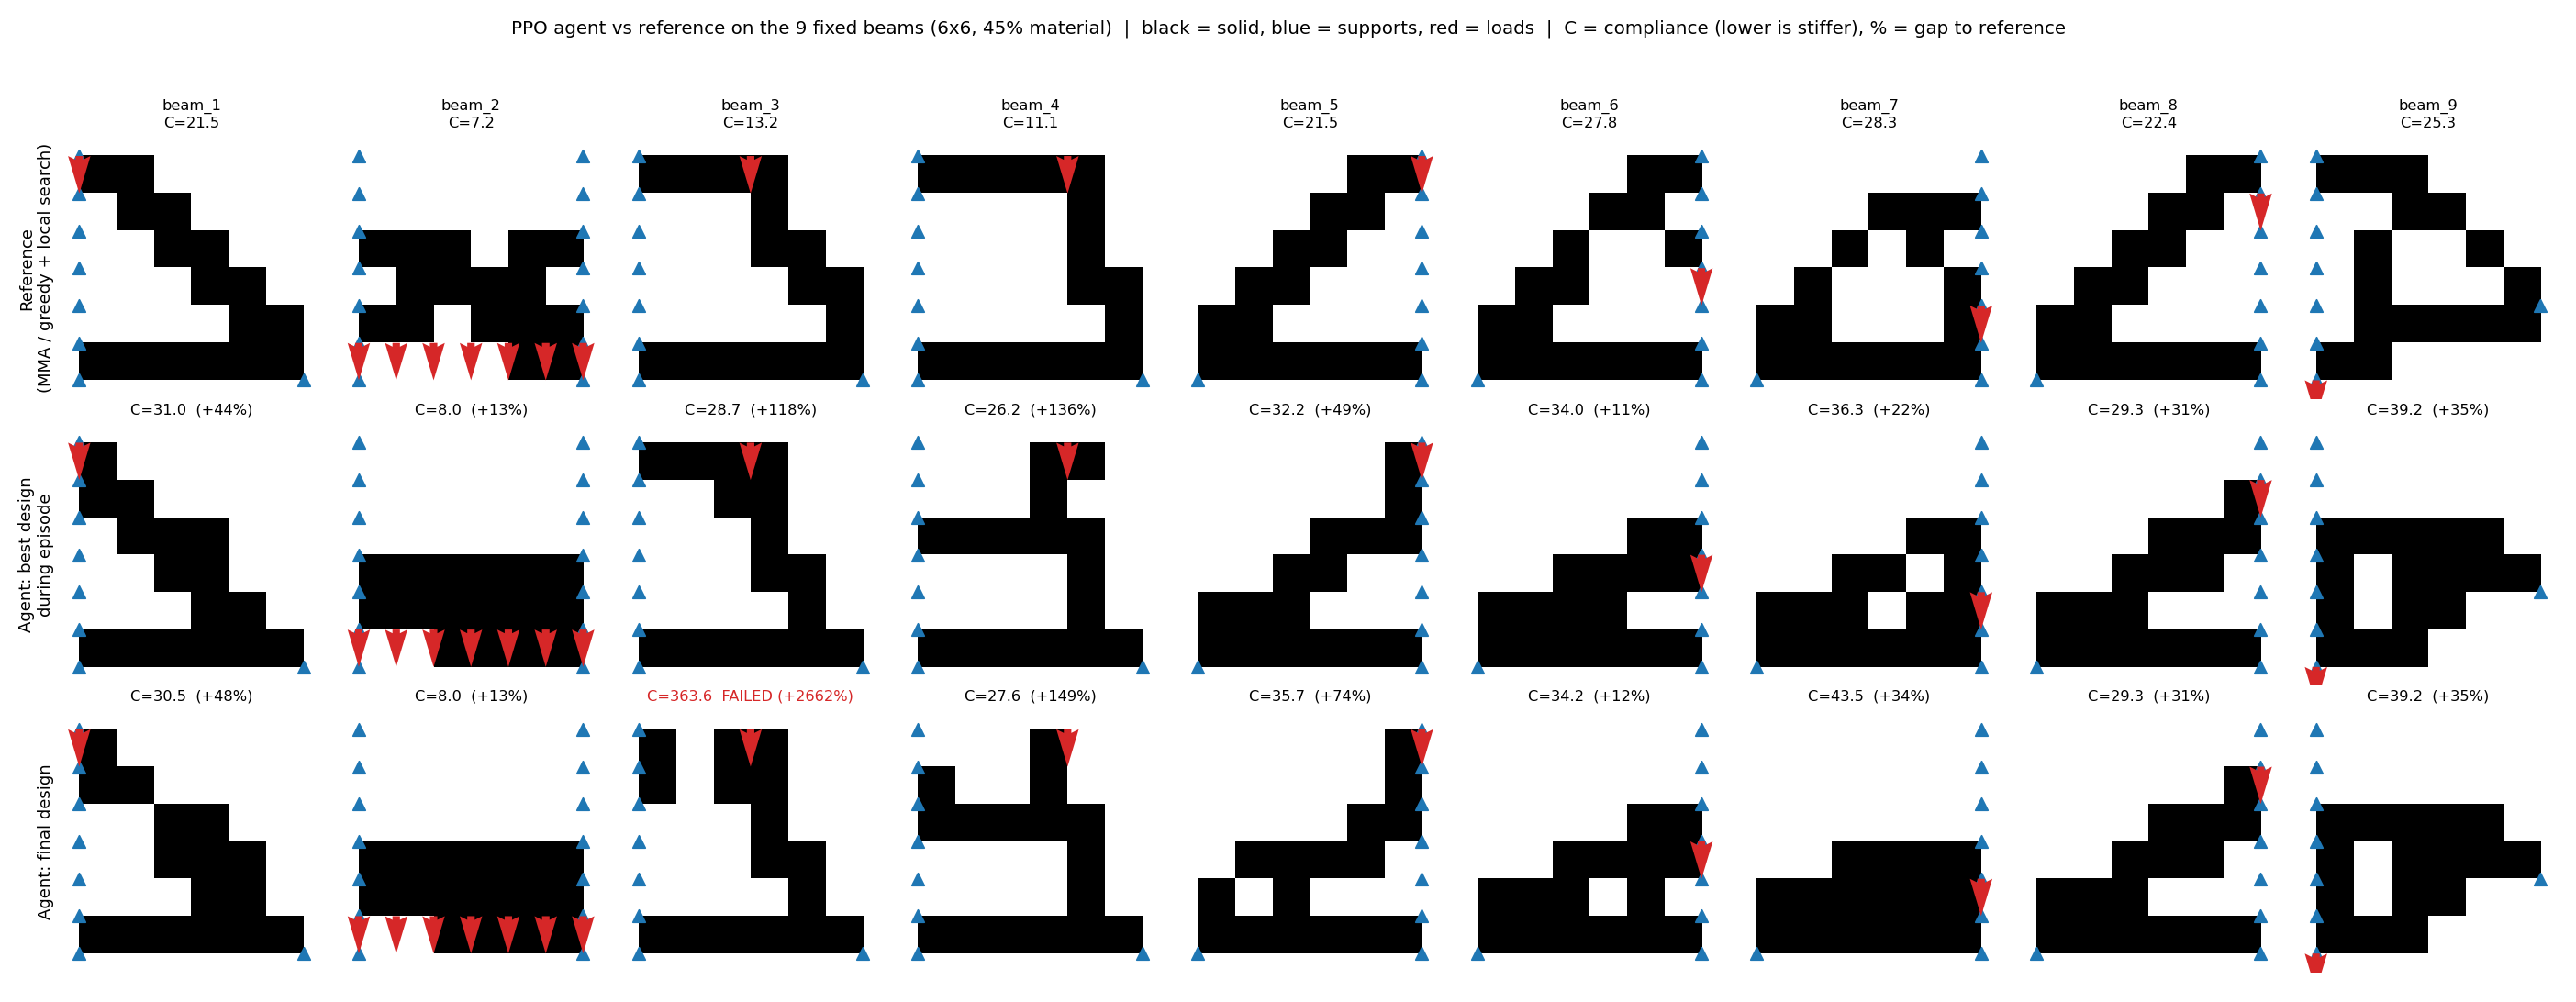 PPO agent vs reference on the 9 fixed beams (6x6, 45% material)  |  black = solid, blue = supports, red = loads  |  C = compliance (lower is stiffer), % = gap to reference
beam_1
C=21.5
beam_2
C=7.2
beam_3
C=13.2
beam_4
C=11.1
beam_5
C=21.5
beam_6
C=27.8
beam_7
C=28.3
beam_8
C=22.4
beam_9
C=25.3
Reference
(MMA / greedy + local search)
C=31.0  (+44%)
C=8.0  (+13%)
C=28.7  (+118%)
C=26.2  (+136%)
C=32.2  (+49%)
C=34.0  (+11%)
C=36.3  (+22%)
C=29.3  (+31%)
C=39.2  (+35%)
Agent: best design
during episode
C=30.5  (+48%)
C=8.0  (+13%)
C=363.6  FAILED (+2662%)
C=27.6  (+149%)
C=35.7  (+74%)
C=34.2  (+12%)
C=43.5  (+34%)
C=29.3  (+31%)
C=39.2  (+35%)
Agent: final design